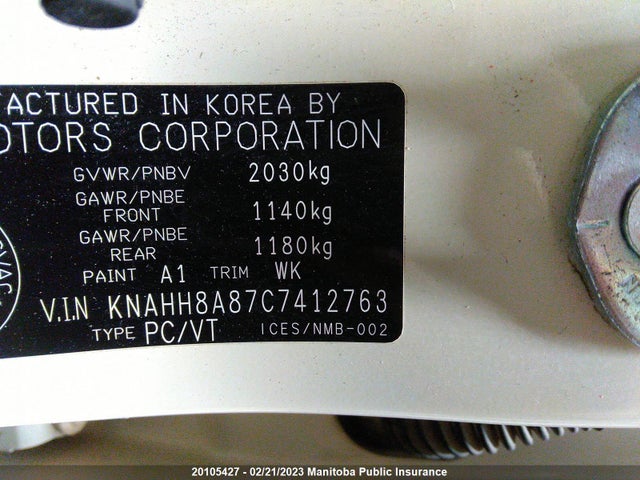 ACTURED IN KOREA BY
OTORS CORPORATION
GVWR/PNBV 2030kg
GAWR/PNBE
FRONT 1140kg
GAWR/PNBE
REAR 1180kg
PAINT A1 TRIM WK
V.I.N KNAHH8A87C7412763
TYPE PC/VT ICES/NMB-002
20105427 - 02/21/2023 Manitoba Public Insurance